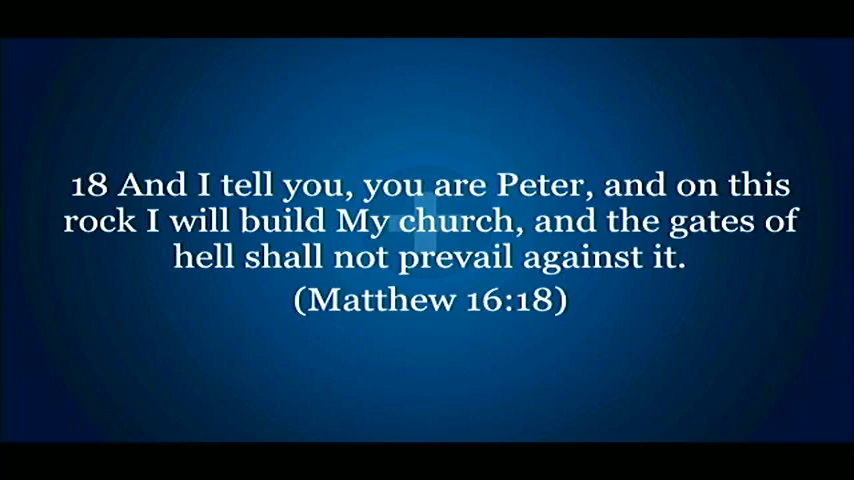 18 And I tell you, you are Peter, and on this
rock I will build My church, and the gates of
hell shall not prevail against it.
(Matthew 16:18)